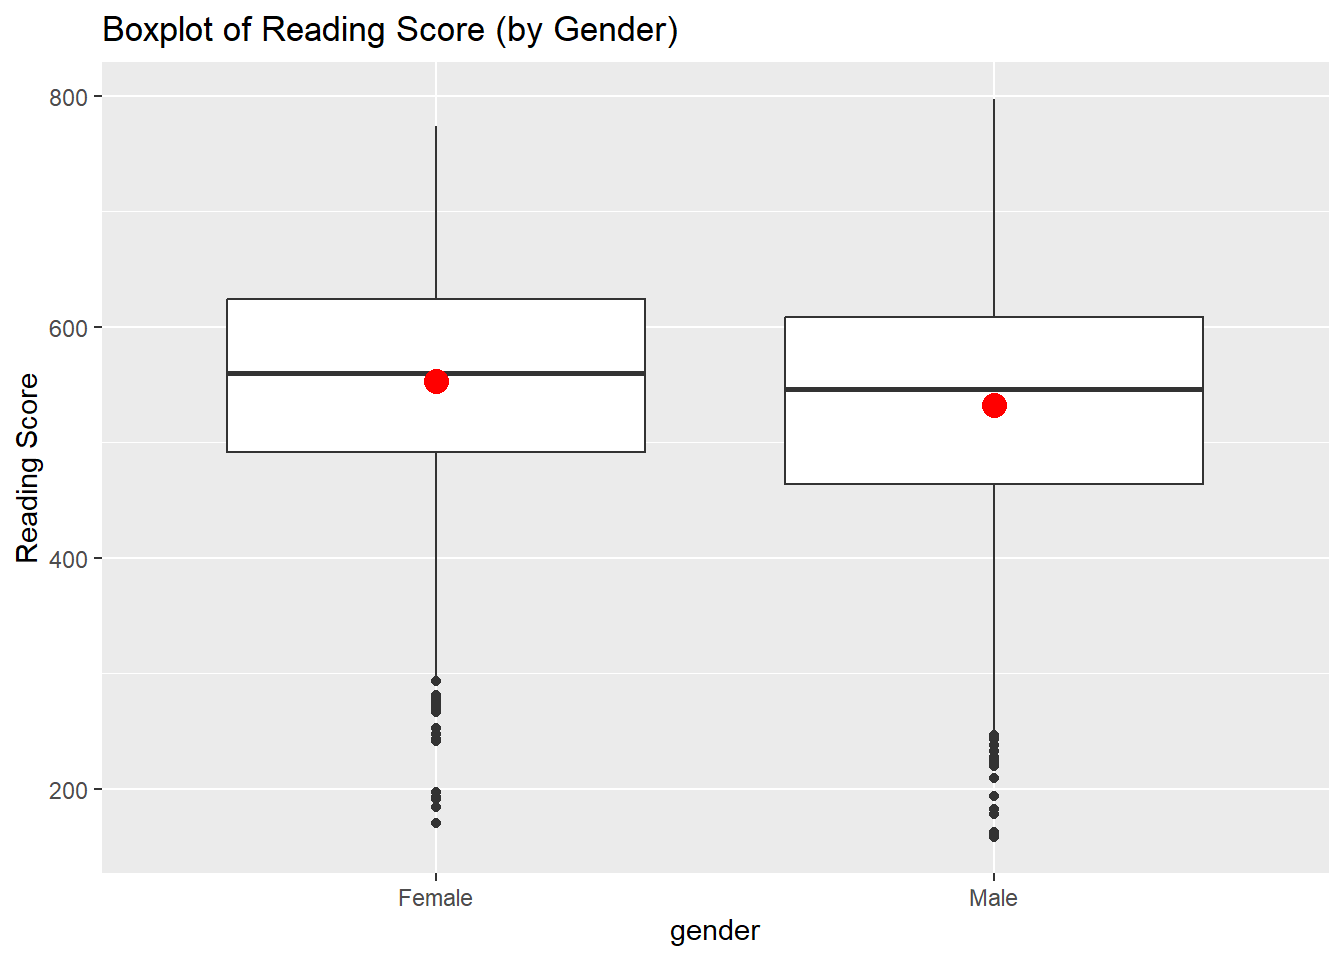 Boxplot of Reading Score (by Gender)
800
600
400
200
Reading Score
Female Male
gender